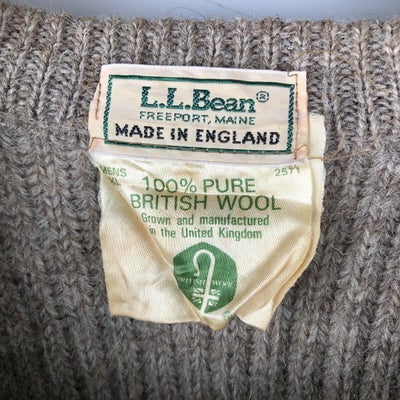 L.L.Bean®
FREEPORT, MAINE
MADE IN ENGLAND
MENS 2571
XL 100% PURE
BRITISH WOOL
Grown and manufactured
in the United Kingdom
BRITISH WOOL